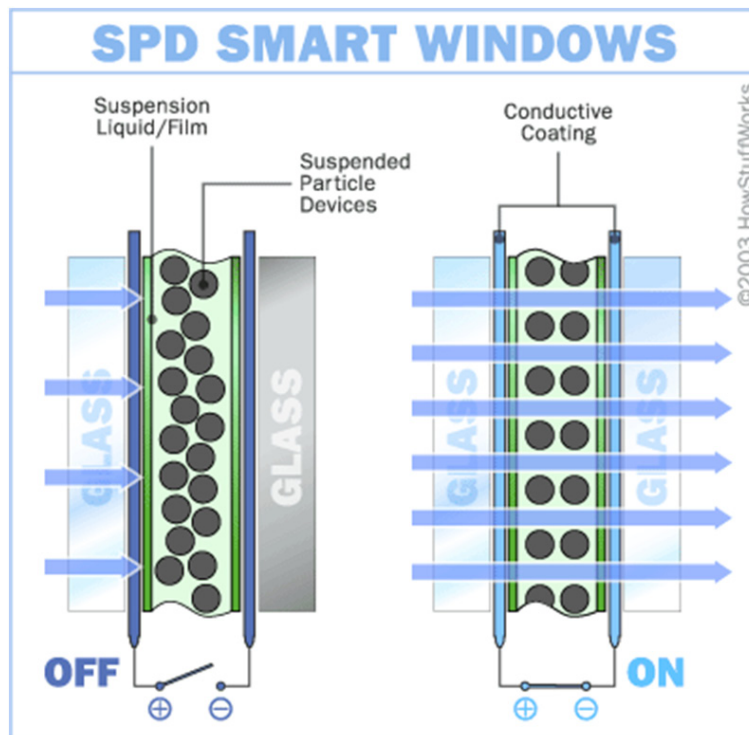 SPD SMART WINDOWS
Suspension
Liquid/Film
Suspended
Particle
Devices
Conductive
Coating
©2003 HowStuffWorks
GLASS
GLASS
GLASS
GLASS
OFF
+ −
ON
+ −